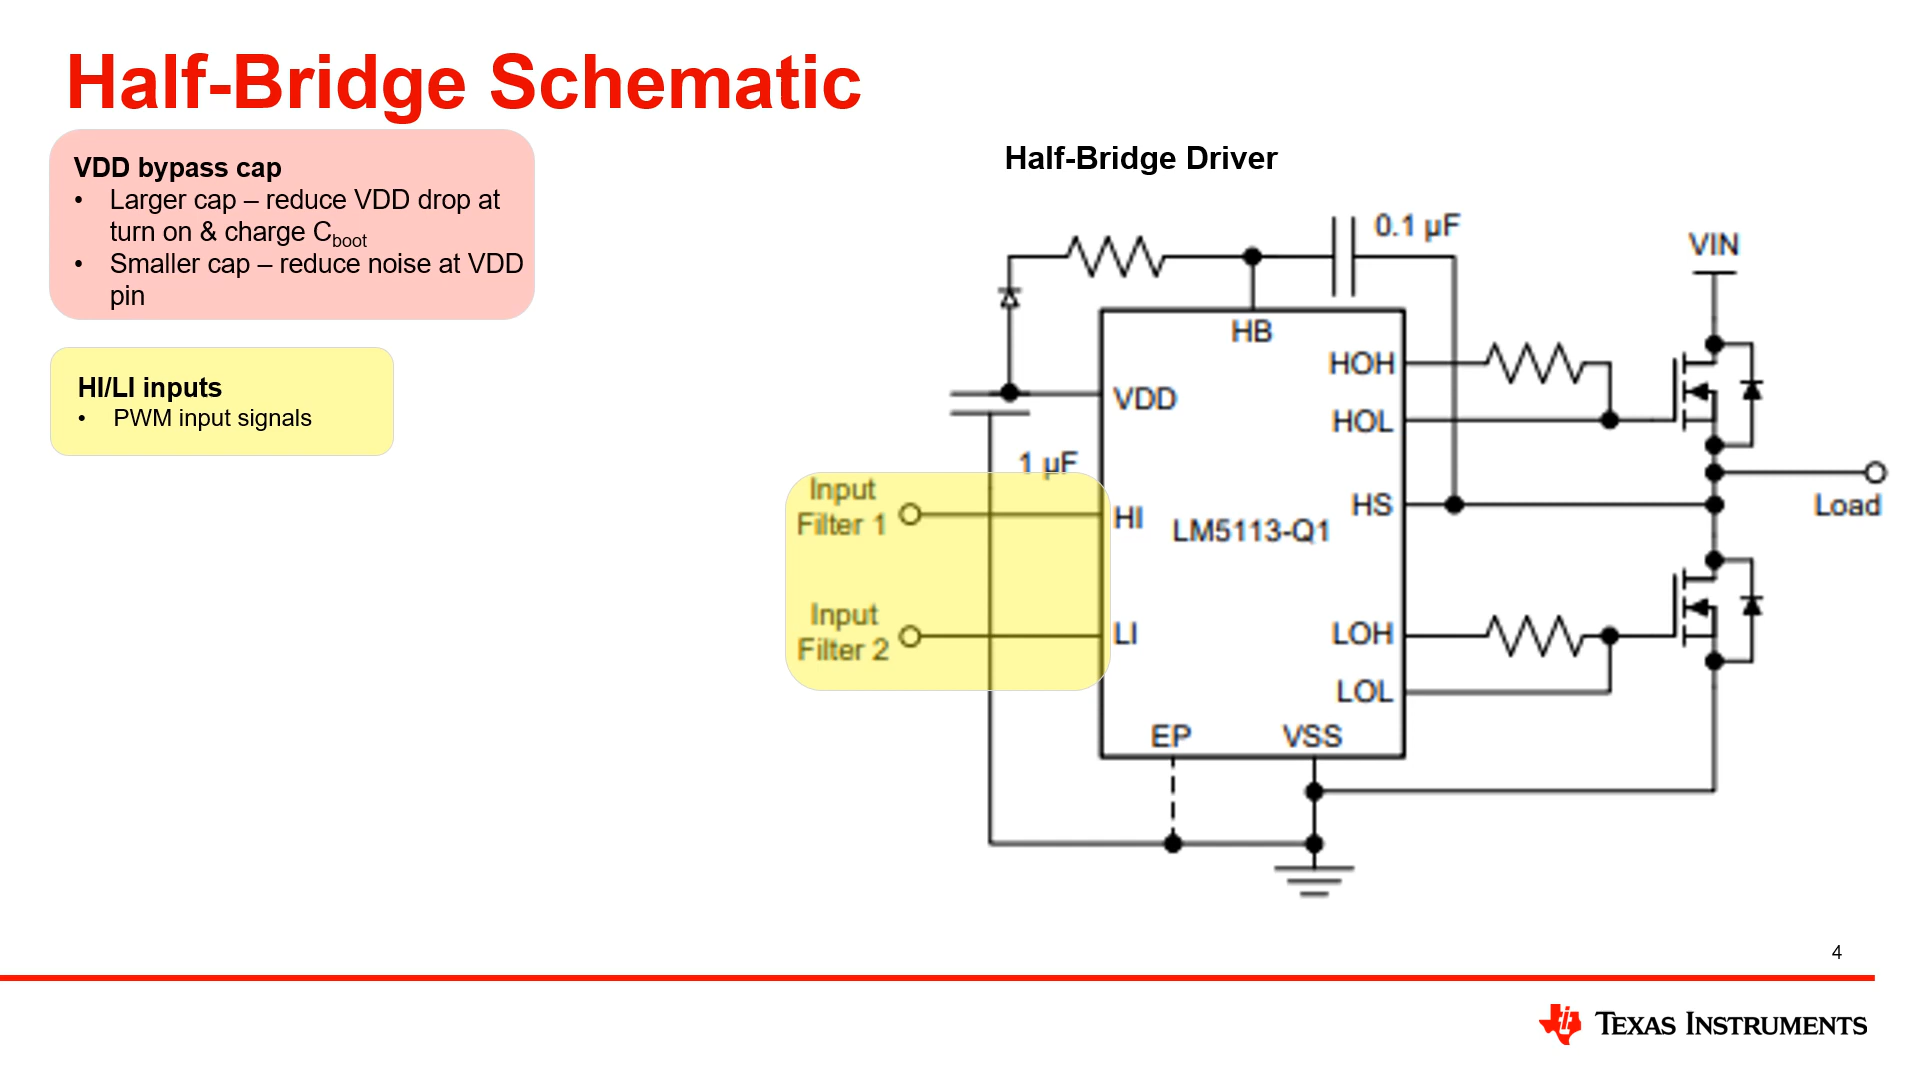 Half-Bridge Schematic
VDD bypass cap
• Larger cap – reduce VDD drop at
turn on & charge Cboot
• Smaller cap – reduce noise at VDD
pin
HI/LI inputs
• PWM input signals
Half-Bridge Driver
0.1 µF
VIN
HB
HOH
VDD
HOL
1 µF
Input
Filter 1
HI
LM5113-Q1
HS
Load
Input
Filter 2
LI
LOH
LOL
EP
VSS
4
TEXAS INSTRUMENTS